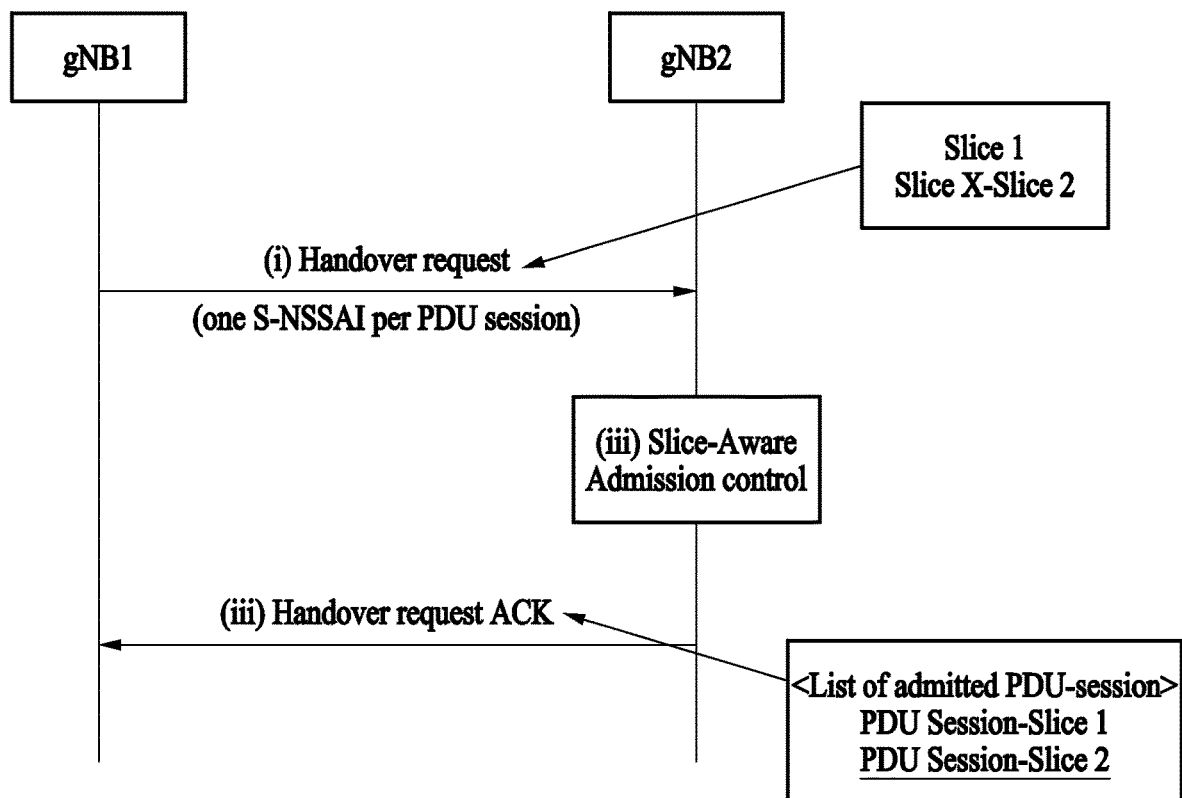 gNB1
gNB2
Slice 1
Slice X-Slice 2
(i) Handover request
(one S-NSSAI per PDU session)
(iii) Slice-Aware
Admission control
(iii) Handover request ACK
<List of admitted PDU-session>
PDU Session-Slice 1
PDU Session-Slice 2